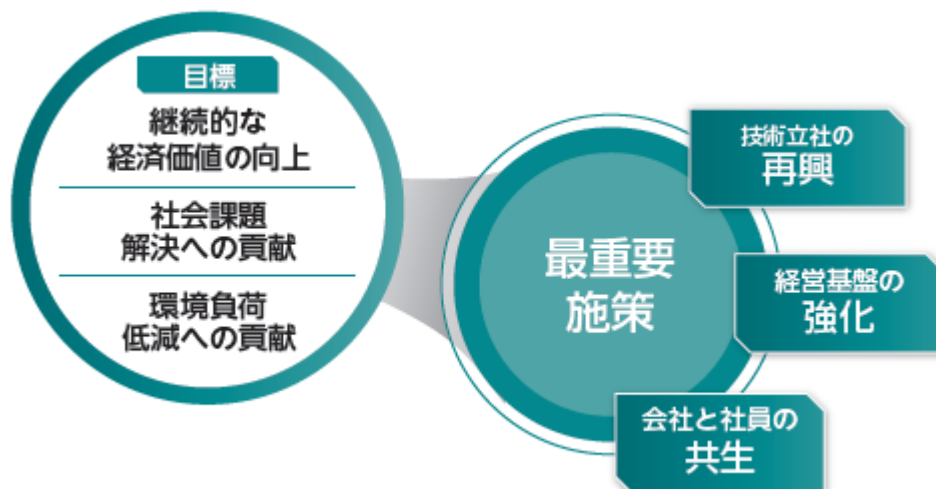 目標
継続的な
経済価値の向上
社会課題
解決への貢献
環境負荷
低減への貢献
最重要
施策
技術立社の
再興
経営基盤の
強化
会社と社員の
共生